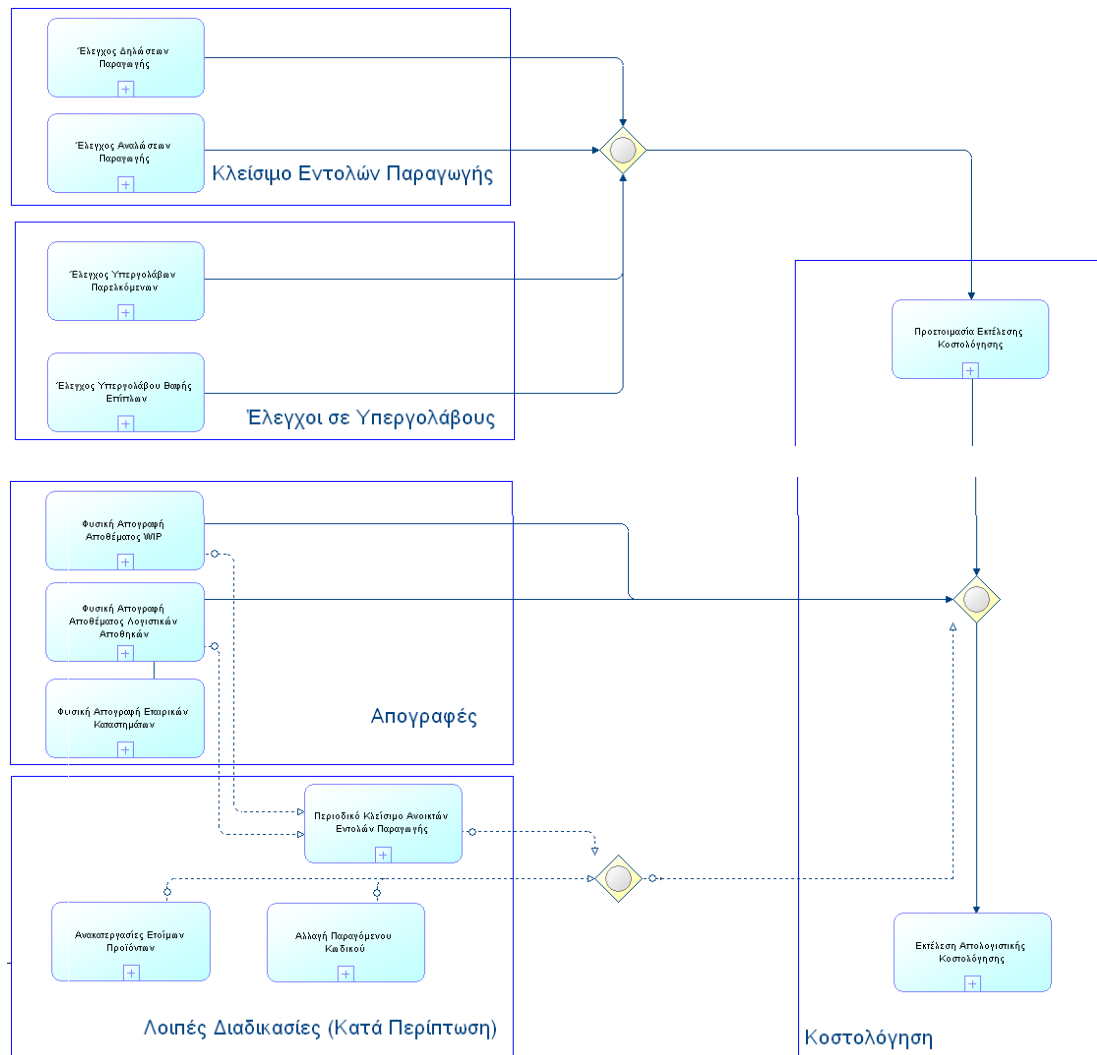 Έλεγχος Δηλώσεων
Παραγωγής
Έλεγχος Αναλώσεων
Παραγωγής
Κλείσιμο Εντολών Παραγωγής
Έλεγχος Υπεργολάβων
Παρελκόμενων
Έλεγχος Υπεργολάβου Βαφής
Επίπλων
Έλεγχοι σε Υπεργολάβους
Προετοιμασία Εκτέλεσης
Κοστολόγησης
Φυσική Απογραφή
Αποθέματος WIP
Φυσική Απογραφή
Αποθέματος Λογιστικών
Αποθηκών
Φυσική Απογραφή Εταιρικών
Καταστημάτων
Απογραφές
Περιοδικό Κλείσιμο Ανοικτών
Εντολών Παραγωγής
Ανακατεργασίες Ετοίμων
Προϊόντων
Αλλαγή Παραγόμενου
Κωδικού
Λοιπές Διαδικασίες (Κατά Περίπτωση)
Εκτέλεση Απολογιστικής
Κοστολόγησης
Κοστολόγηση